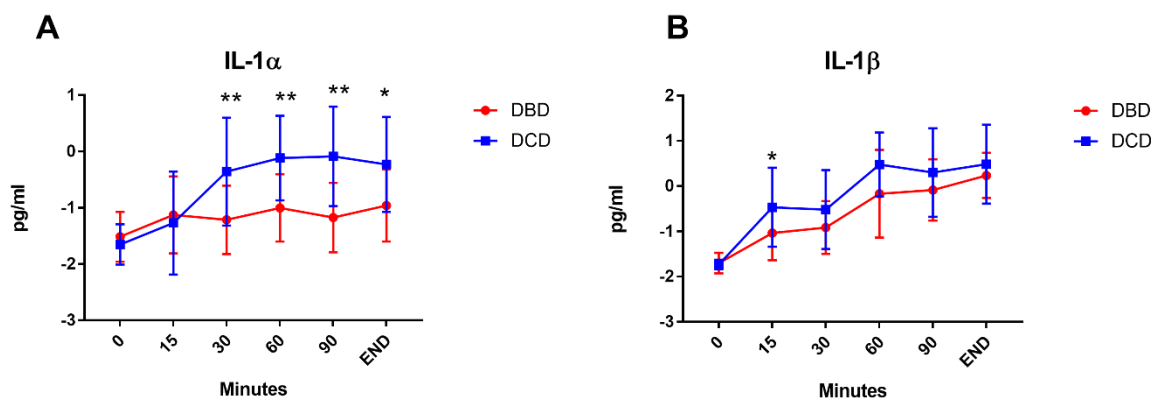 A
IL-1α
** ** ** *
pg/ml
1
0
-1
-2
-3
0 15 30 60 90 END
Minutes
DBD
DCD
B
IL-1β
*
pg/ml
2
1
0
-1
-2
-3
0 15 30 60 90 END
Minutes
DBD
DCD